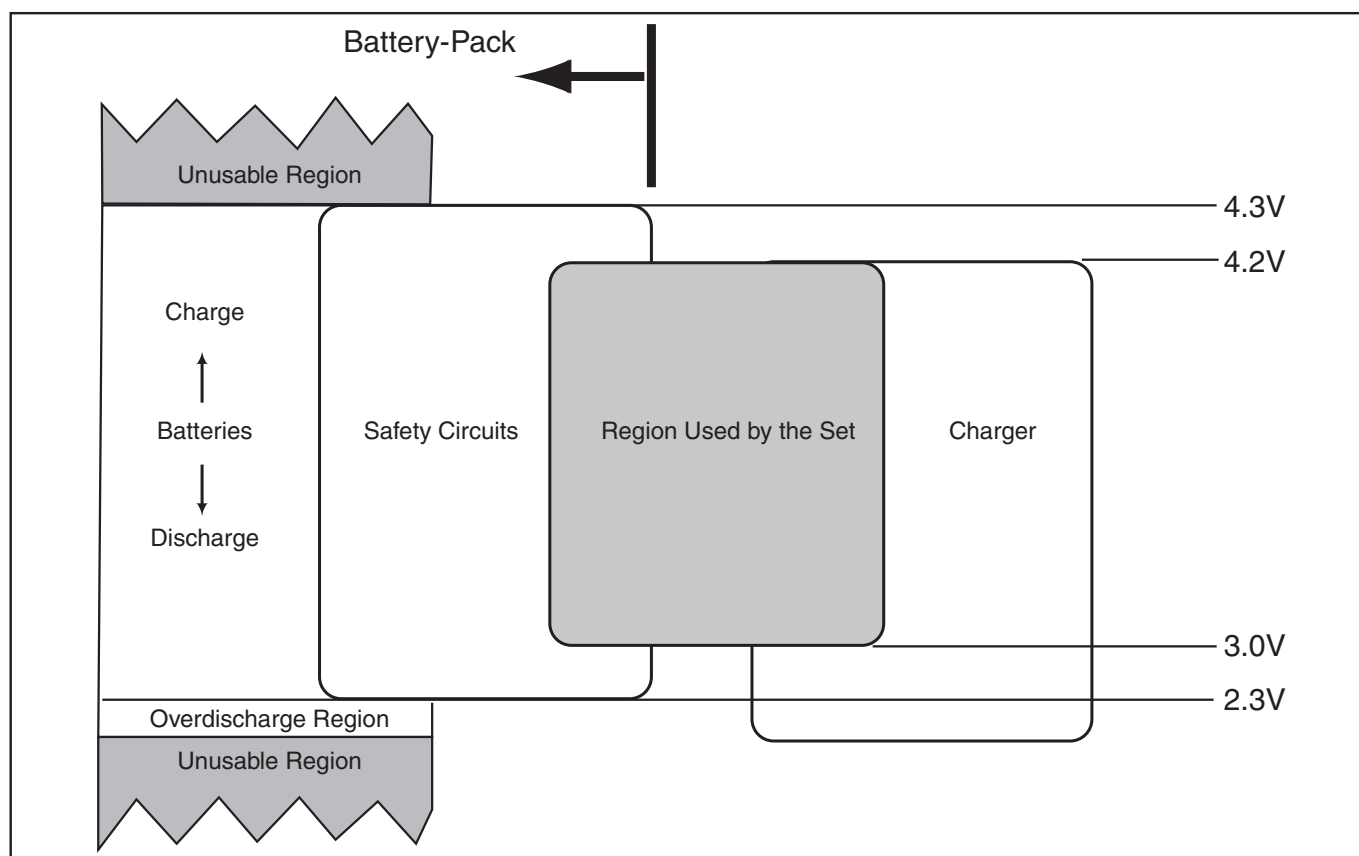 Battery-Pack
Unusable Region
4.3V
4.2V
Charge
Batteries
Safety Circuits
Region Used by the Set
Charger
Discharge
3.0V
2.3V
Overdischarge Region
Unusable Region